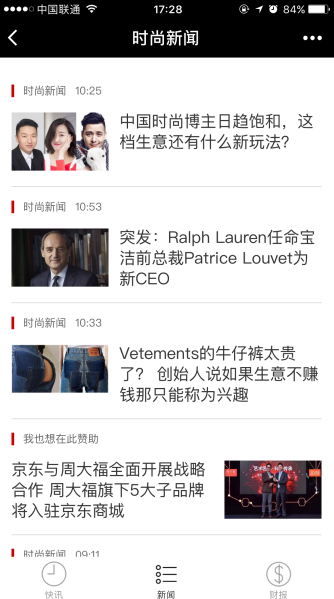 中国联通 17:28 84%
时尚新闻
时尚新闻 10:25
中国时尚博主日趋饱和，这
档生意还有什么新玩法？
时尚新闻 10:53
突发：Ralph Lauren任命宝
洁前总裁Patrice Louvet为
新CEO
时尚新闻 10:33
Vetements的牛仔裤太贵
了？ 创始人说如果生意不赚
钱那只能称为兴趣
我也想在此赞助
京东与周大福全面开展战略
合作 周大福旗下5大子品牌
将入驻京东商城
时尚新闻 09:11
快讯 新闻 财报